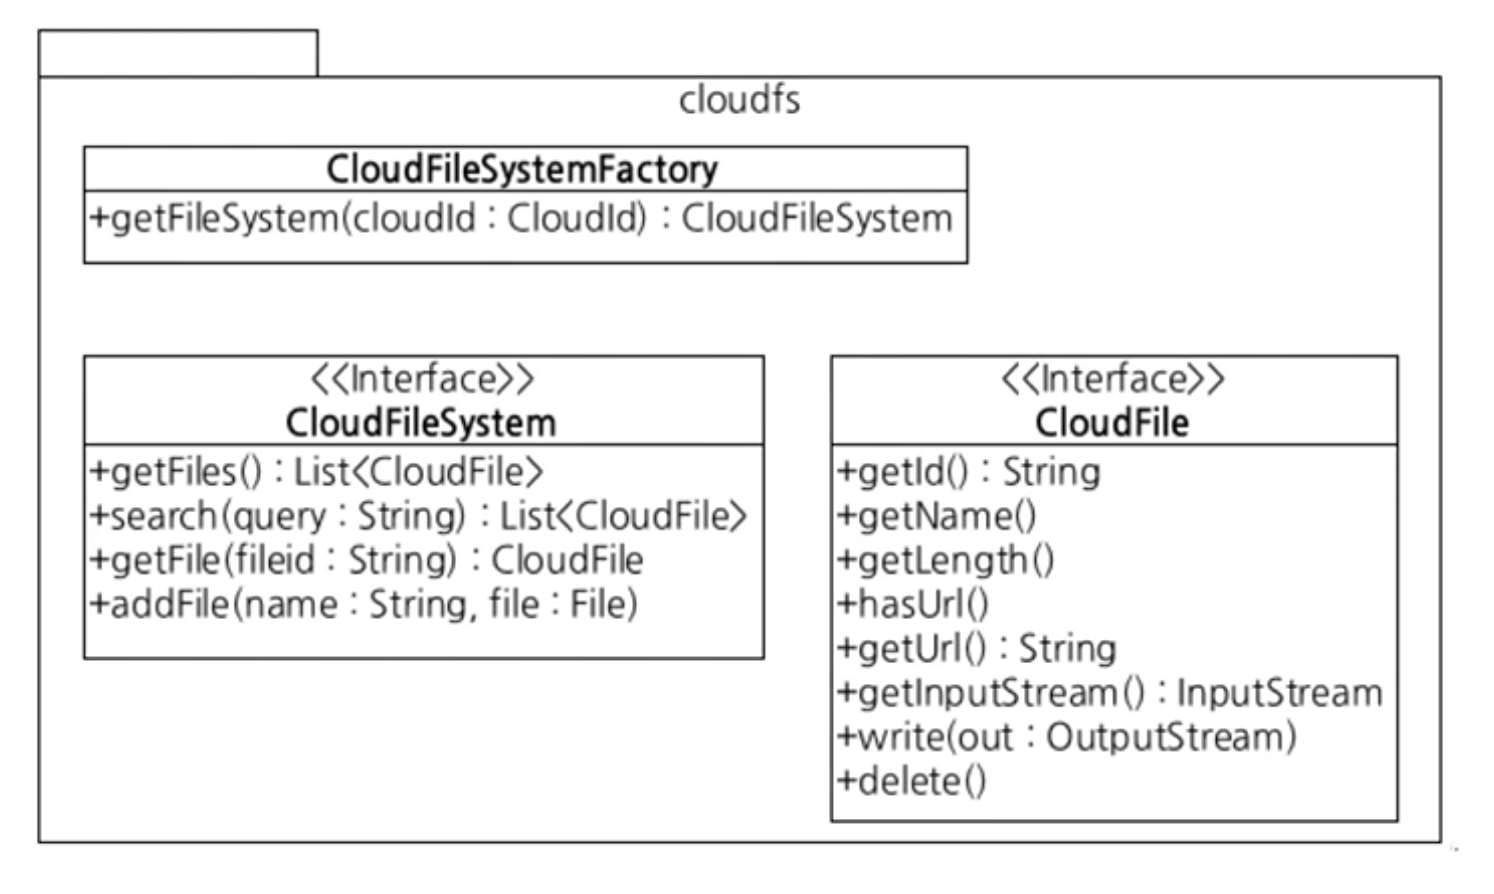 cloudfs
CloudFileSystemFactory
+getFileSystem(cloudId : CloudId) : CloudFileSystem
<<Interface>>
CloudFileSystem
+getFiles() : List<CloudFile>
+search(query : String) : List<CloudFile>
+getFile(fileid : String) : CloudFile
+addFile(name : String, file : File)
<<Interface>>
CloudFile
+getId() : String
+getName()
+getLength()
+hasUrl()
+getUrl() : String
+getInputStream() : InputStream
+write(out : OutputStream)
+delete()